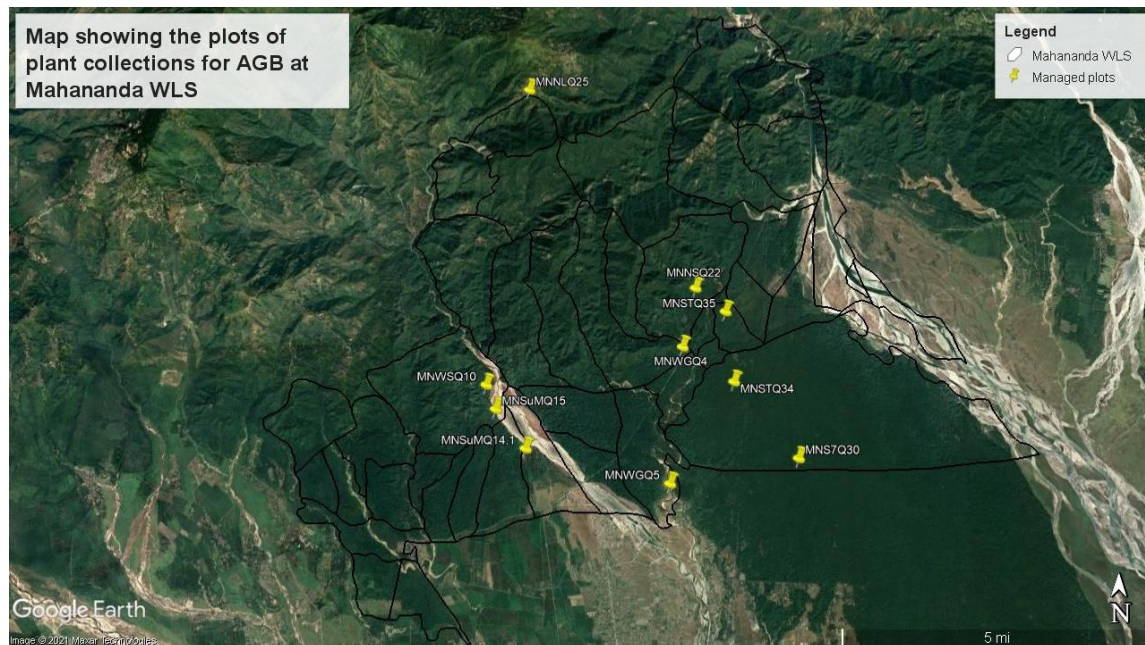 Map showing the plots of
plant collections for AGB at
Mahananda WLS
Legend
Mahananda WLS
Managed plots
MNNLQ25
MNNSQ22
MNSTQ35
MNWGQ4
MNWSQ10
MNSTQ34
MNSuMQ15
MNSuMQ14.1
MNS7Q30
MNWGQ5
Google Earth
N
Image © 2021 Maxar Technologies
5 mi